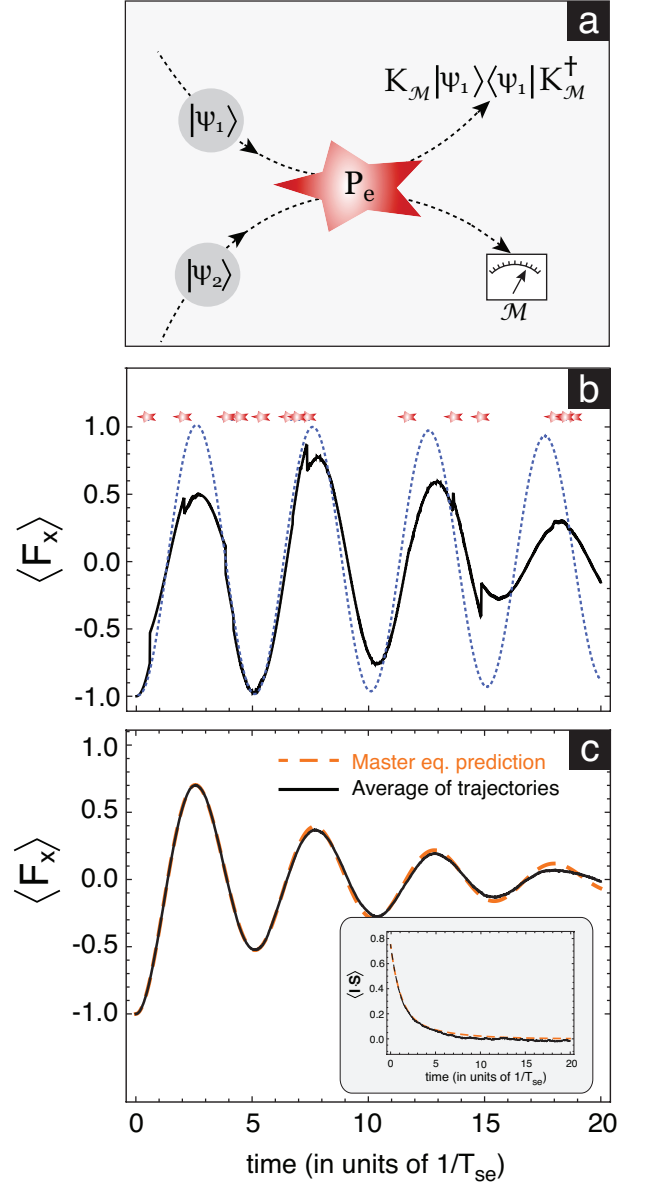 a
K_ℳ|ψ₁⟩⟨ψ₁|K_ℳ^†
|ψ₁⟩
P_e
|ψ₂⟩
ℳ
b
1.0
0.5
0.0
-0.5
-1.0
⟨F_x⟩
c
1.0
0.5
0.0
-0.5
-1.0
⟨F_x⟩
Master eq. prediction
Average of trajectories
0.8
0.6
0.4
0.2
0.0
⟨I·S⟩
0 5 10 15 20
time (in units of 1/T_se)
0 5 10 15 20
time (in units of 1/T_se)